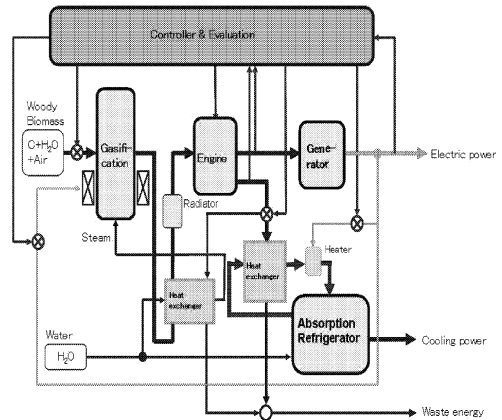 Controller & Evaluation
Woody
Biomass
C+H₂O
+Air
Gasifi-
cation
Engine
Gene-
rator
Electric power
Radiator
Steam
Heat
exchanger
Heater
Heat
exchanger
Absorption
Refrigerator
Cooling power
Water
H₂O
Waste energy